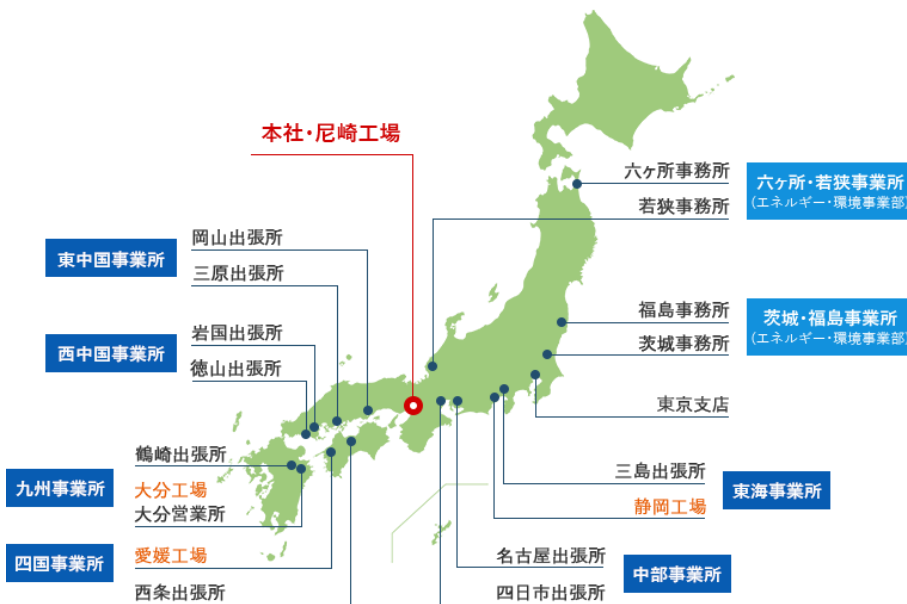 本社・尼崎工場
六ヶ所事務所
若狭事務所
六ヶ所・若狭事業所
(エネルギー・環境事業部)
岡山出張所
東中国事業所
三原出張所
福島事務所
茨城事務所
茨城・福島事業所
(エネルギー・環境事業部)
岩国出張所
西中国事業所
徳山出張所
東京支店
鶴崎出張所
九州事業所
大分工場
大分営業所
三島出張所
東海事業所
静岡工場
四国事業所
愛媛工場
西条出張所
名古屋出張所
中部事業所
四日市出張所